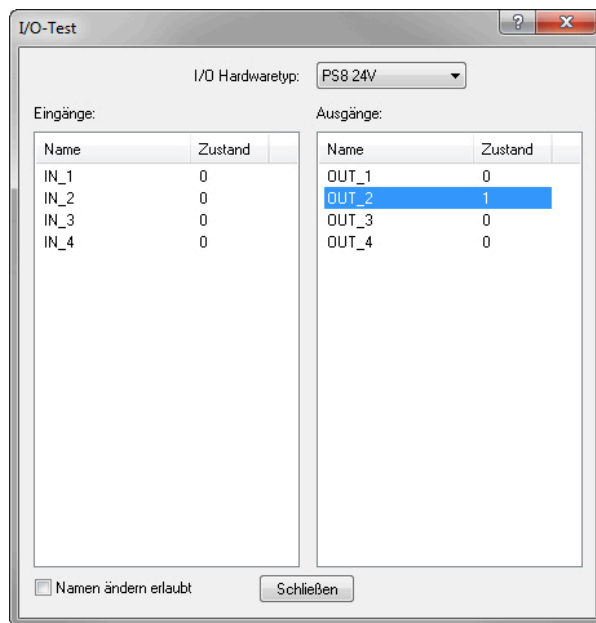 I/O-Test
I/O Hardwaretyp: PS8 24V
Eingänge: Ausgänge:
Name Zustand Name Zustand
IN_1 0 OUT_1 0
IN_2 0 OUT_2 1
IN_3 0 OUT_3 0
IN_4 0 OUT_4 0
Namen ändern erlaubt Schließen